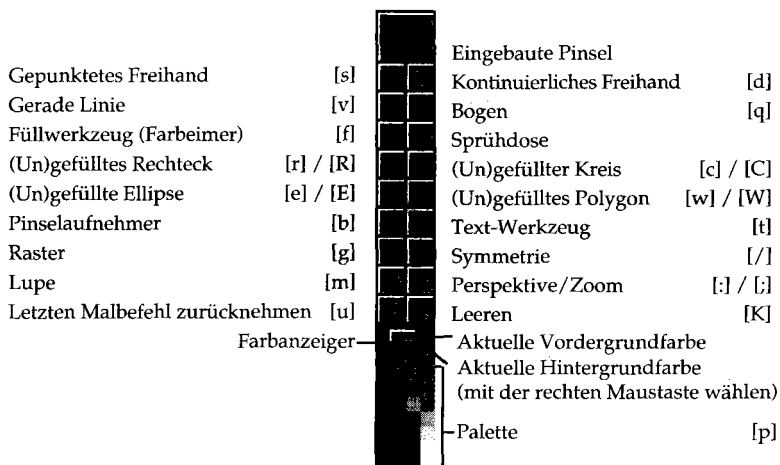 Eingebaute Pinsel
Gepunktetes Freihand [s]
Kontinuierliches Freihand [d]
Gerade Linie [v]
Bogen [q]
Füllwerkzeug (Farbeimer) [f]
Sprühdose
(Un)gefülltes Rechteck [r] / [R]
(Un)gefüllter Kreis [c] / [C]
(Un)gefüllte Ellipse [e] / [E]
(Un)gefülltes Polygon [w] / [W]
Pinselaufnehmer [b]
Text-Werkzeug [t]
Raster [g]
Symmetrie [/]
Lupe [m]
Perspektive/Zoom [:] / [;]
Letzten Malbefehl zurücknehmen [u]
Leeren [K]
Farbanzeiger
Aktuelle Vordergrundfarbe
Aktuelle Hintergrundfarbe
(mit der rechten Maustaste wählen)
Palette [p]